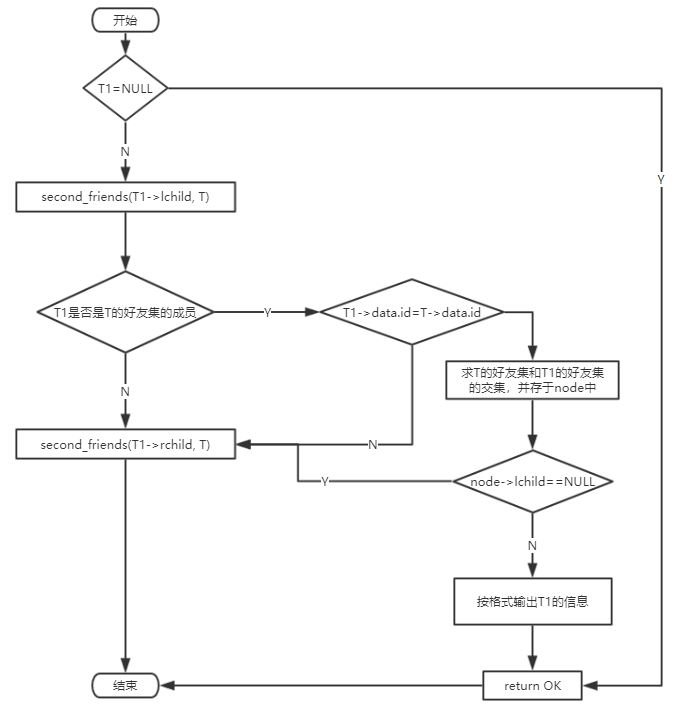 开始
T1=NULL
Y
N
second_friends(T1->lchild, T)
T1是否是T的好友集的成员
Y
T1->data.id=T->data.id
求T的好友集和T1的好友集
的交集，并存于node中
N
second_friends(T1->rchild, T)
N
Y
node->lchild==NULL
N
按格式输出T1的信息
结束
return OK